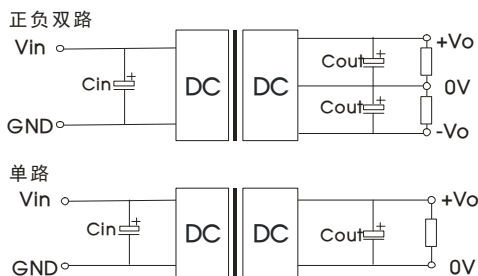 正负双路
Vin
+Vo
Cout +
Cin +
DC
DC
0V
Cout +
GND
-Vo
单路
Vin
+Vo
Cin +
DC
DC
Cout +
GND
0V